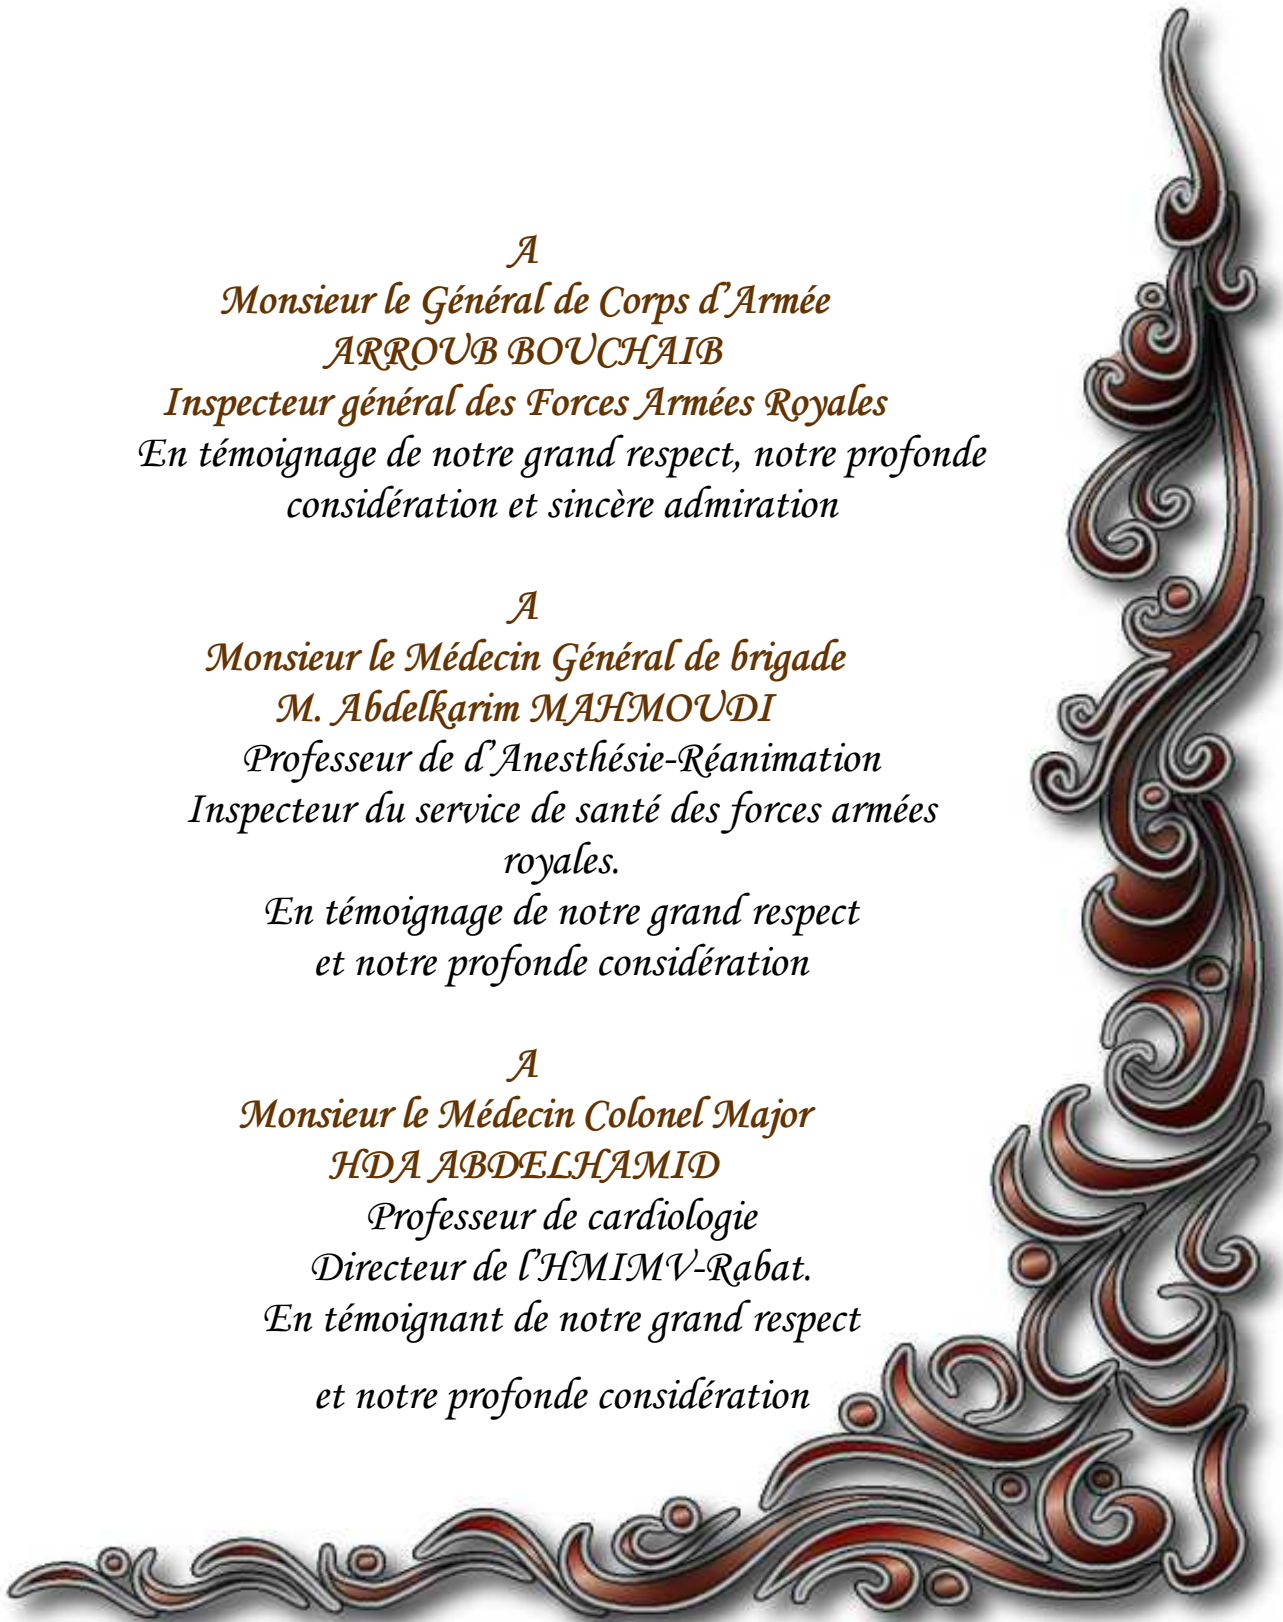 A
Monsieur le Général de Corps d’Armée
ARROUB BOUCHAIB
Inspecteur général des Forces Armées Royales
En témoignage de notre grand respect, notre profonde
considération et sincère admiration
A
Monsieur le Médecin Général de brigade
M. Abdelkarim MAHMOUDI
Professeur de d’Anesthésie-Réanimation
Inspecteur du service de santé des forces armées
royales.
En témoignage de notre grand respect
et notre profonde considération
A
Monsieur le Médecin Colonel Major
HDA ABDELHAMID
Professeur de cardiologie
Directeur de l’HMIMV-Rabat.
En témoignant de notre grand respect
et notre profonde considération